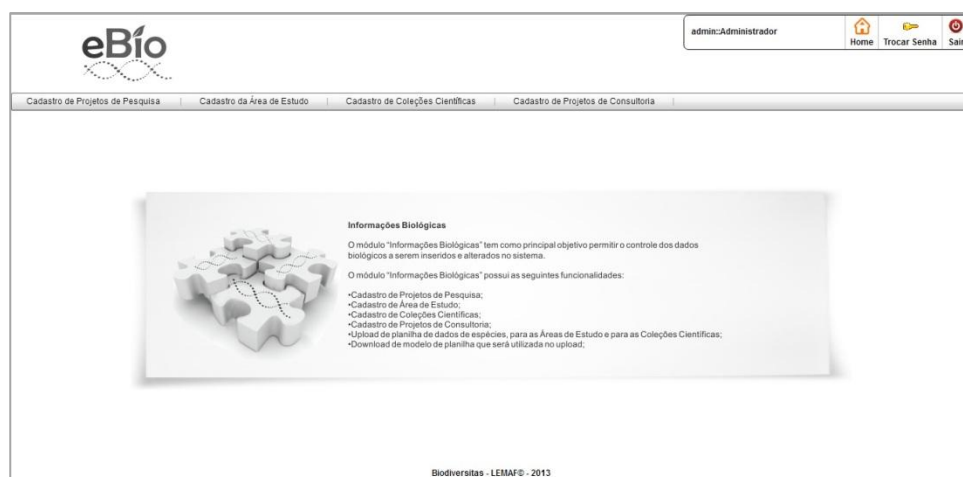 eBio
admin::Administrador
Home Trocar Senha Sair
Cadastro de Projetos de Pesquisa | Cadastro da Área de Estudo | Cadastro de Coleções Científicas | Cadastro de Projetos de Consultoria |
Informações Biológicas
O módulo "Informações Biológicas" tem como principal objetivo permitir o controle dos dados
biológicos a serem inseridos e alterados no sistema.
O módulo "Informações Biológicas" possui as seguintes funcionalidades:
•Cadastro de Projetos de Pesquisa;
•Cadastro de Área de Estudo;
•Cadastro de Coleções Científicas;
•Cadastro de Projetos de Consultoria;
•Upload de planilha de dados de espécies, para as Áreas de Estudo e para as Coleções Científicas;
•Download de modelo de planilha que será utilizada no upload;
Biodiversitas - LEMAF© - 2013